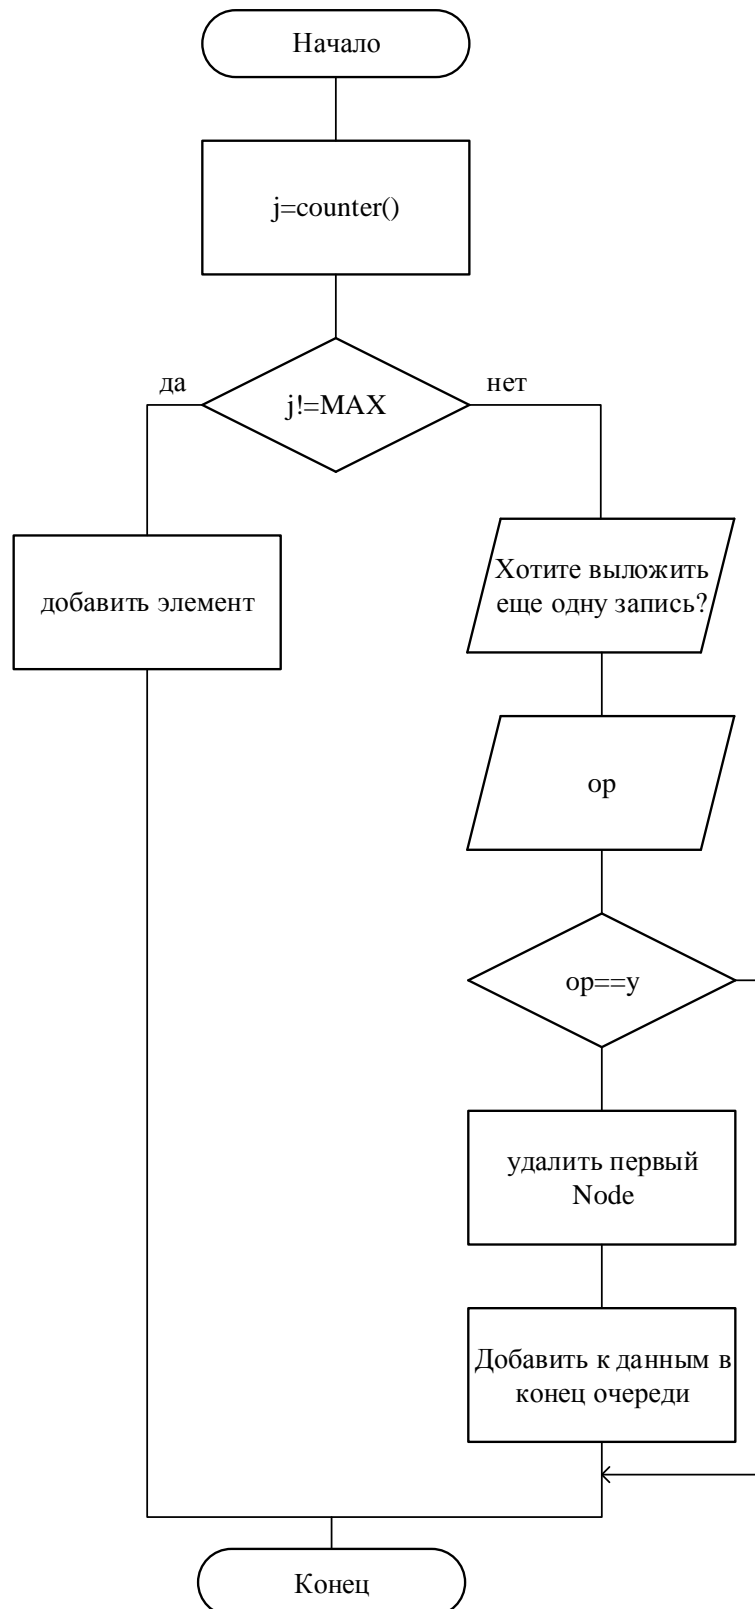 Начало
j=counter()
да
нет
j!=MAX
добавить элемент
Хотите выложить
еще одну запись?
op
op==y
удалить первый
Node
Добавить к данным в
конец очереди
Конец